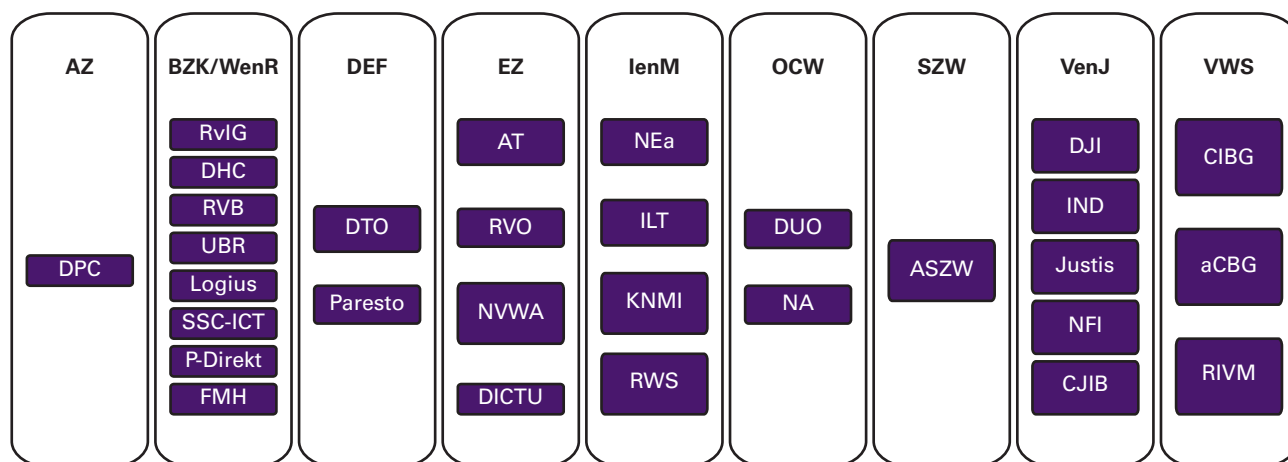 AZ
DPC
BZK/WenR
RvIG
DHC
RVB
UBR
Logius
SSC-ICT
P-Direkt
FMH
DEF
DTO
Paresto
EZ
AT
RVO
NVWA
DICTU
IenM
NEa
ILT
KNMI
RWS
OCW
DUO
NA
SZW
ASZW
VenJ
DJI
IND
Justis
NFI
CJIB
VWS
CIBG
aCBG
RIVM